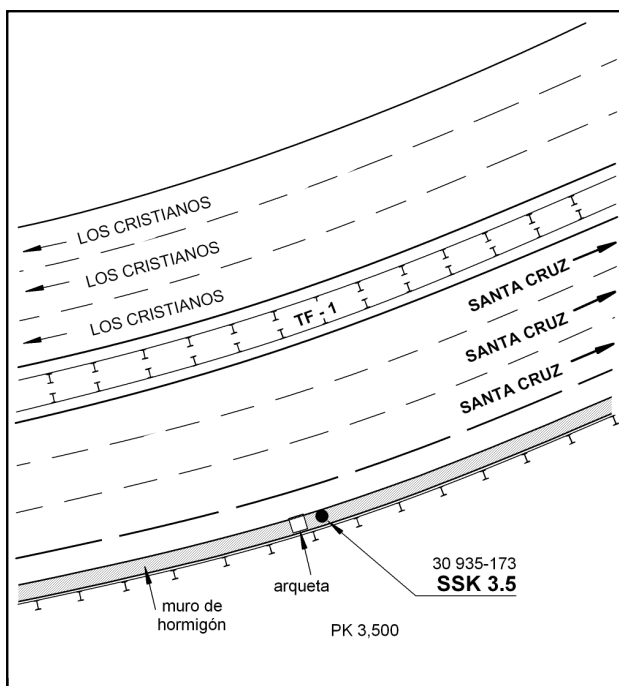 LOS CRISTIANOS
LOS CRISTIANOS
LOS CRISTIANOS
TF - 1
SANTA CRUZ
SANTA CRUZ
SANTA CRUZ
30 935-173
SSK 3.5
arqueta
muro de
hormigón
PK 3,500